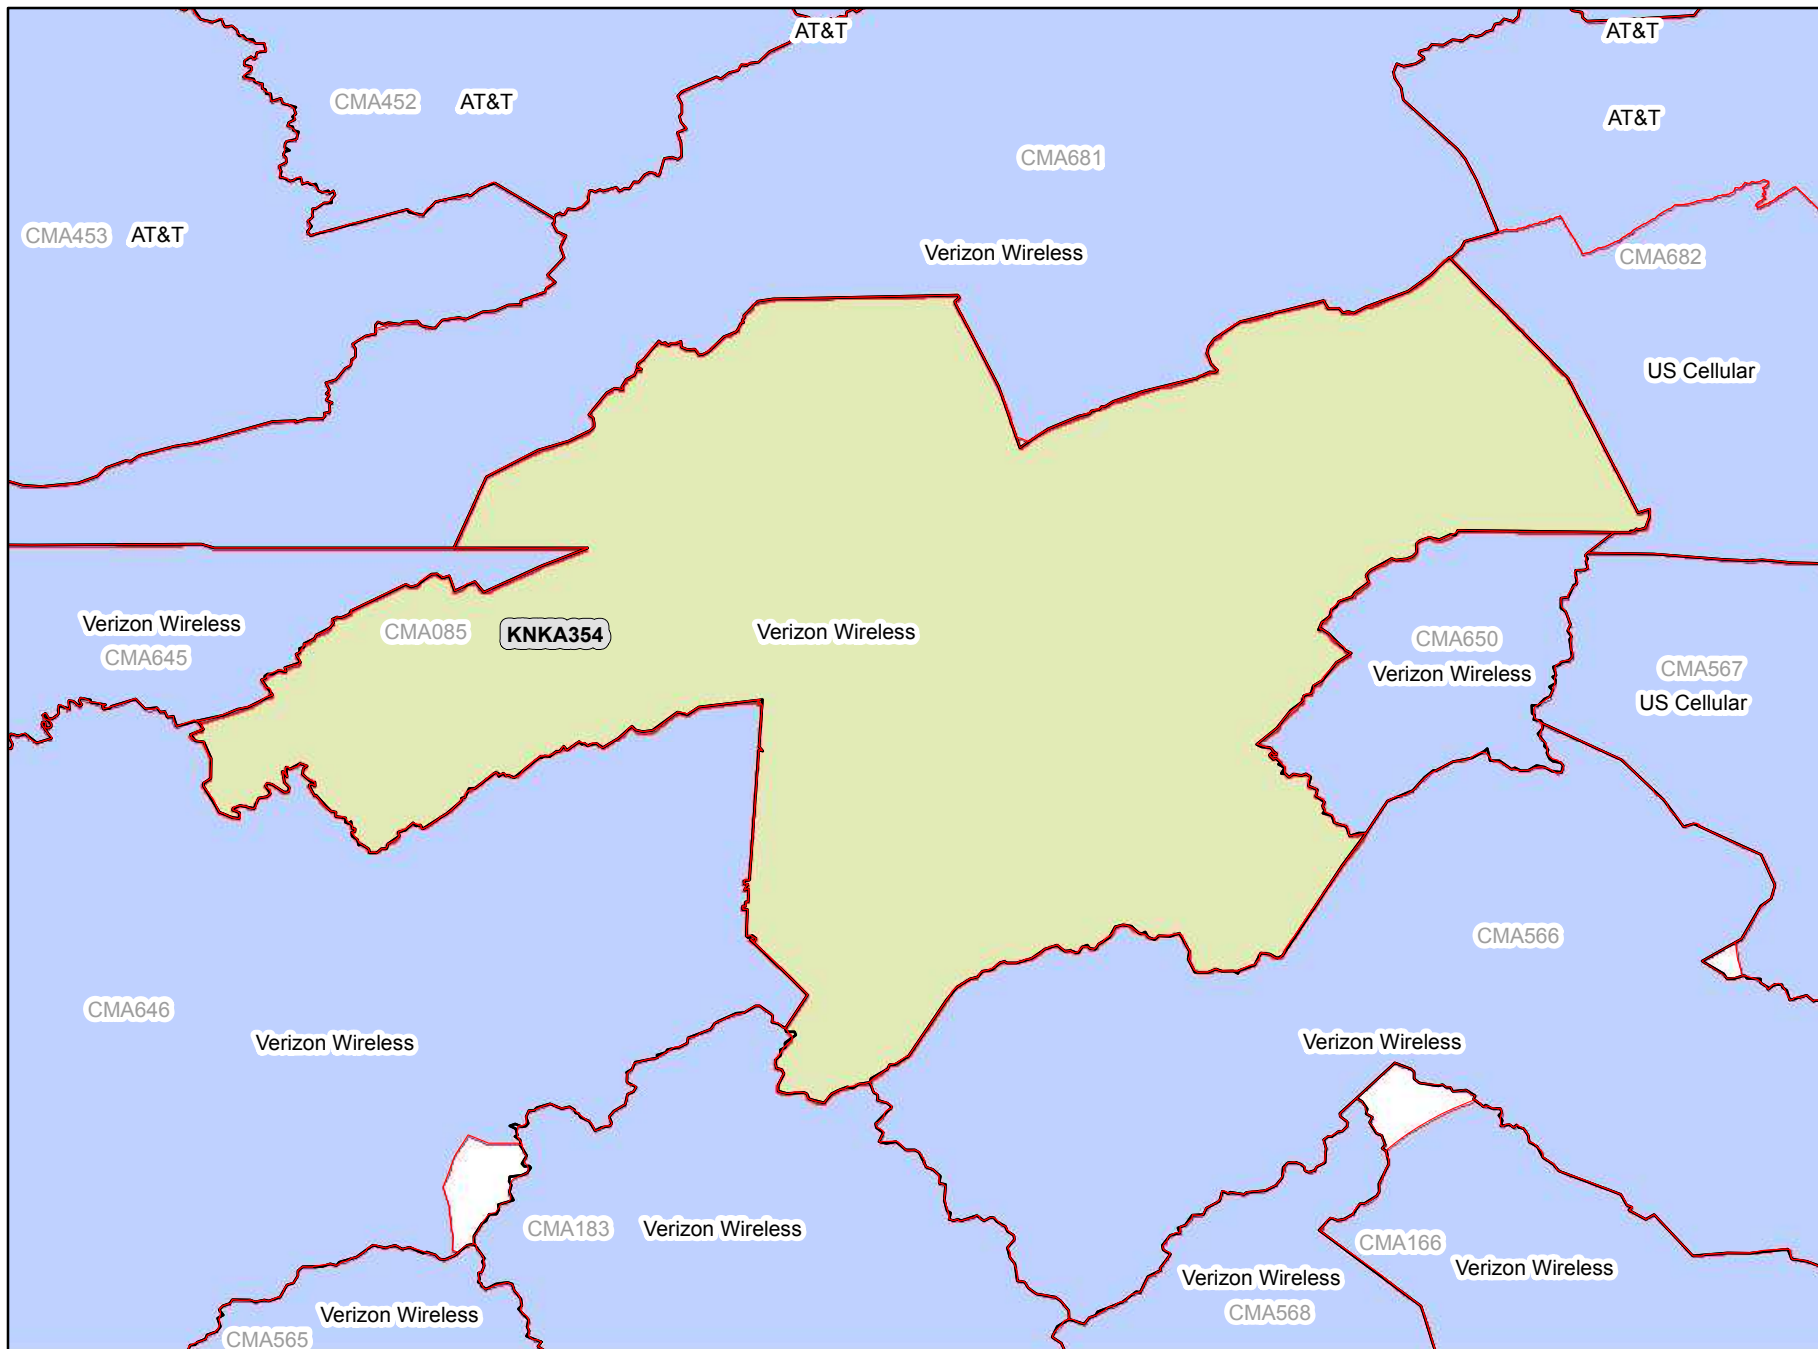 AT&T
AT&T
CMA452 AT&T
AT&T
CMA681
CMA453 AT&T
Verizon Wireless
CMA682
US Cellular
Verizon Wireless
CMA645
CMA085 KNKA354 Verizon Wireless
CMA650
Verizon Wireless
CMA567
US Cellular
CMA566
CMA646
Verizon Wireless
Verizon Wireless
CMA183 Verizon Wireless
CMA166
Verizon Wireless
Verizon Wireless
CMA568
Verizon Wireless
CMA565